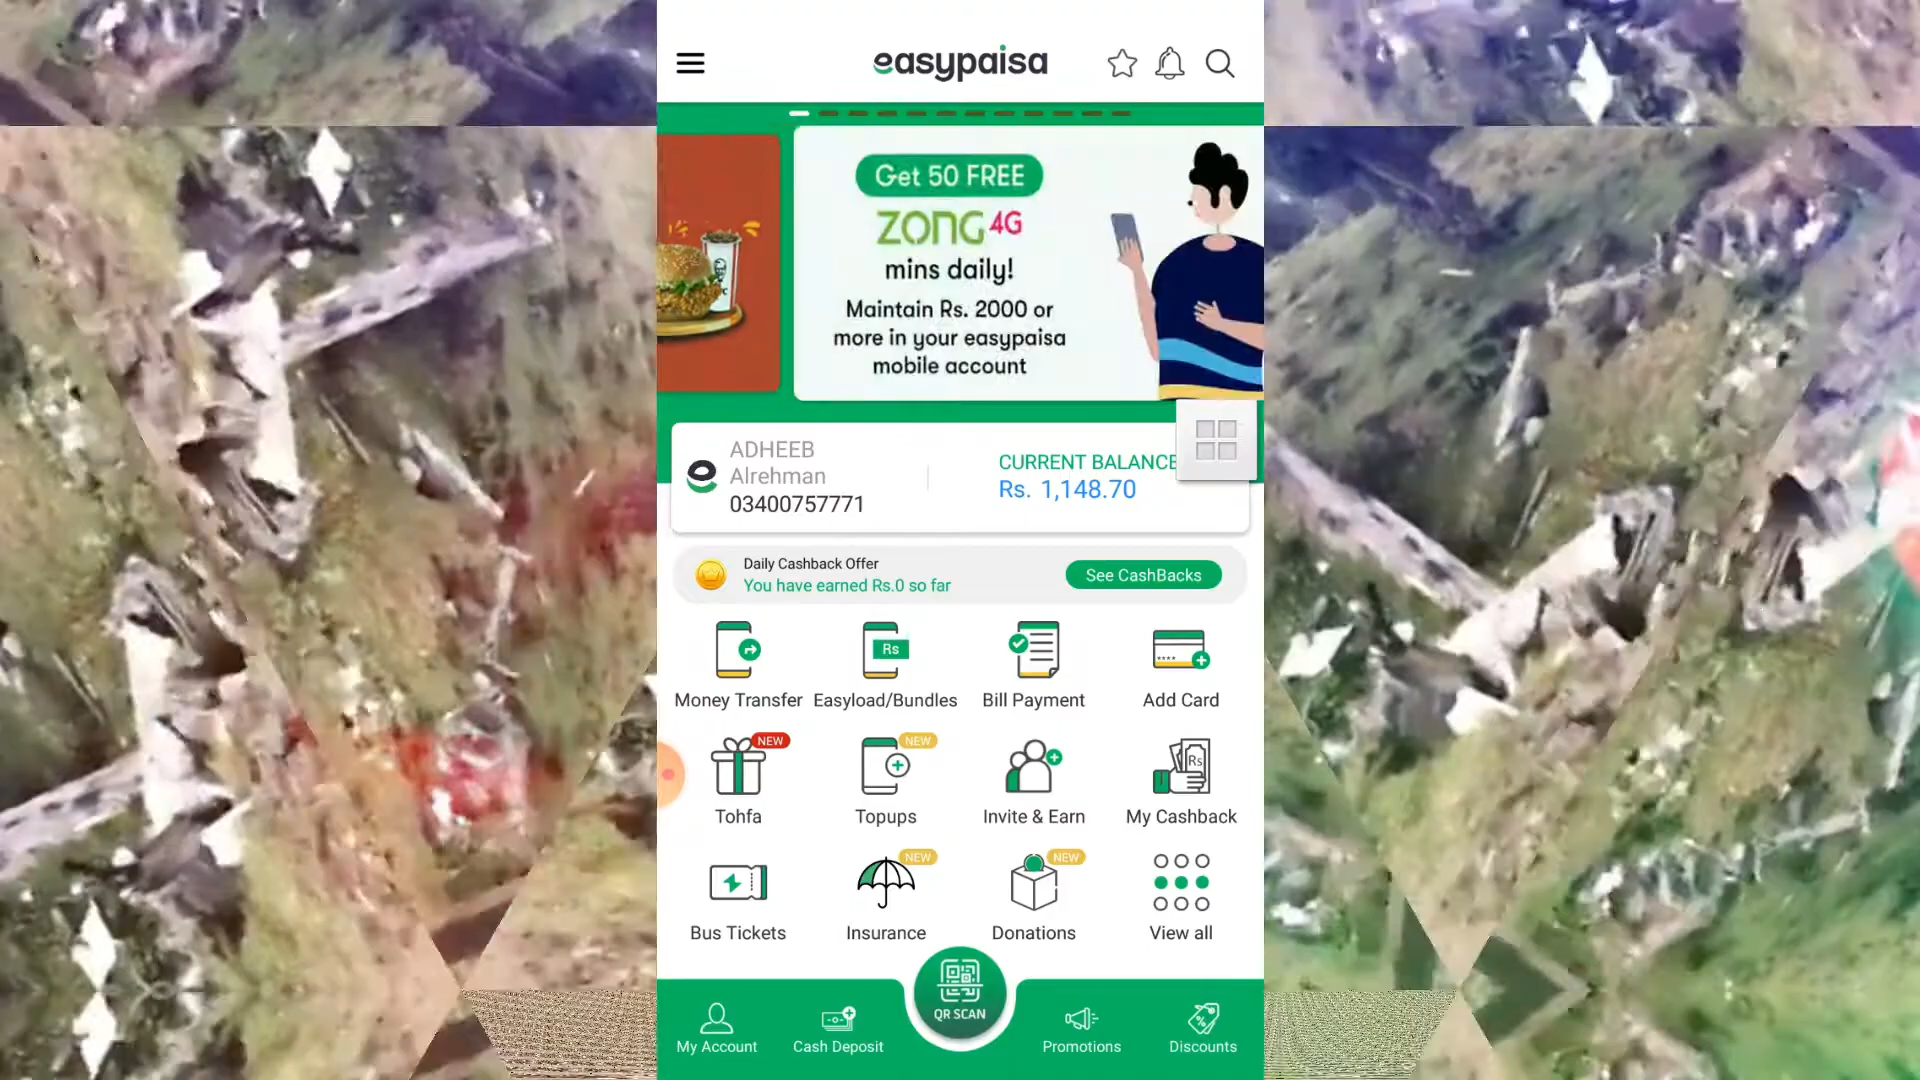 easypaisa
Get 50 FREE
ZONG 4G
mins daily!
Maintain Rs. 2000 or
more in your easypaisa
mobile account
ADHEEB
Alrehman
03400757771
CURRENT BALANCE
Rs. 1,148.70
Daily Cashback Offer
You have earned Rs.0 so far
See CashBacks
Rs
****
Money Transfer
Easyload/Bundles
Bill Payment
Add Card
NEW
NEW
Rs
Tohfa
Topups
Invite & Earn
My Cashback
NEW
NEW
Bus Tickets
Insurance
Donations
View all
QR SCAN
My Account
Cash Deposit
Promotions
Discounts